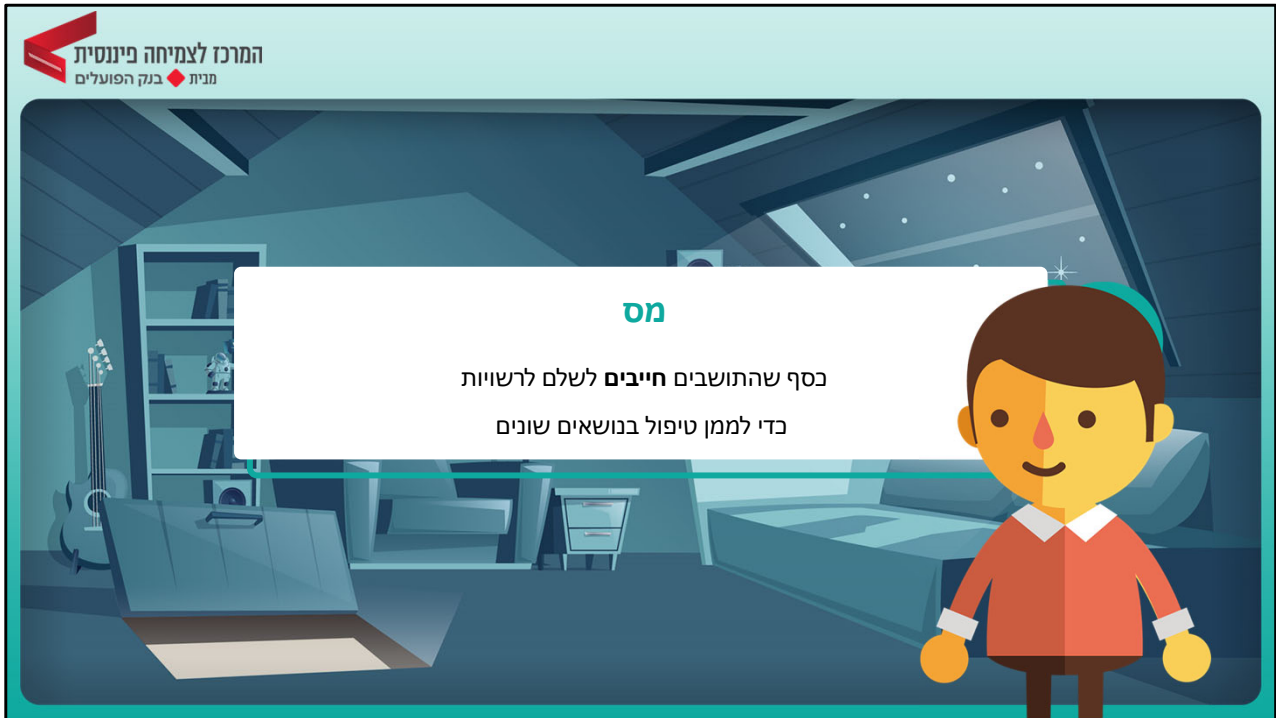 המרכז לצמיחה פיננסית
מבית בנק הפועלים
מס
כסף שהתושבים חייבים לשלם לרשויות
כדי לממן טיפול בנושאים שונים